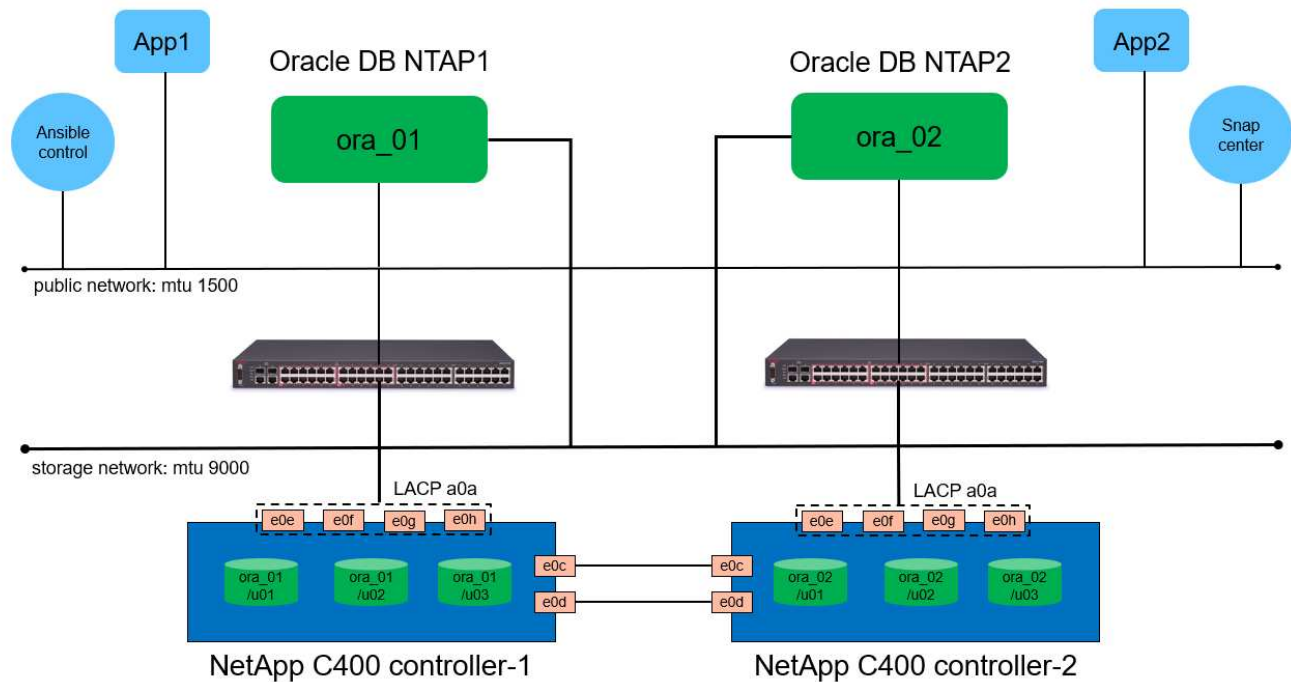 App1
App2
Oracle DB NTAP1
Oracle DB NTAP2
Ansible
control
ora_01
ora_02
Snap
center
public network: mtu 1500
storage network: mtu 9000
LACP a0a
LACP a0a
e0e
e0f
e0g
e0h
e0e
e0f
e0g
e0h
ora_01
/u01
ora_01
/u02
ora_01
/u03
e0c
e0d
e0c
e0d
ora_02
/u01
ora_02
/u02
ora_02
/u03
NetApp C400 controller-1
NetApp C400 controller-2